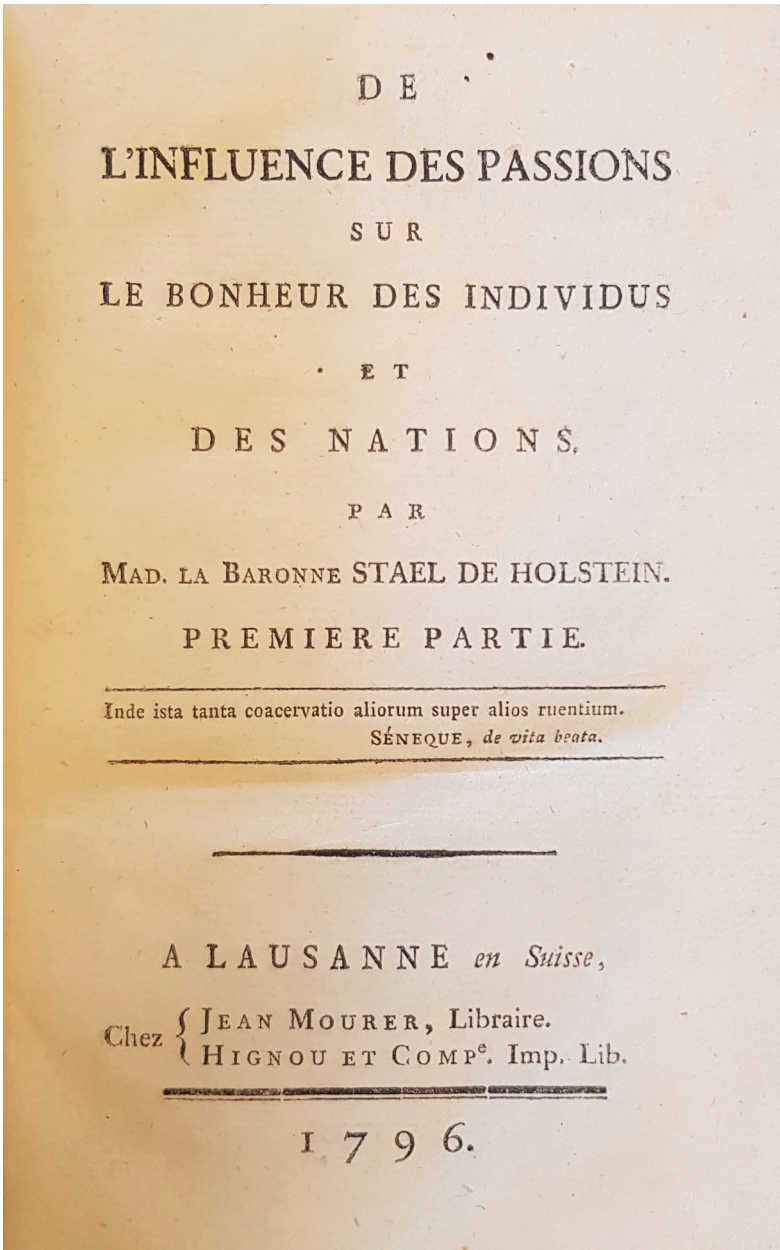 DE
L'INFLUENCE DES PASSIONS
SUR
LE BONHEUR DES INDIVIDUS
ET
DES NATIONS.
PAR
MAD. LA BARONNE STAEL DE HOLSTEIN.
PREMIERE PARTIE.
Inde ista tanta coacervatio aliorum super alios ruentium.
SÉNEQUE, de vita beata.
A LAUSANNE en Suisse,
Chez { JEAN MOURER, Libraire.
HIGNOU ET COMPe. Imp. Lib.
1796.